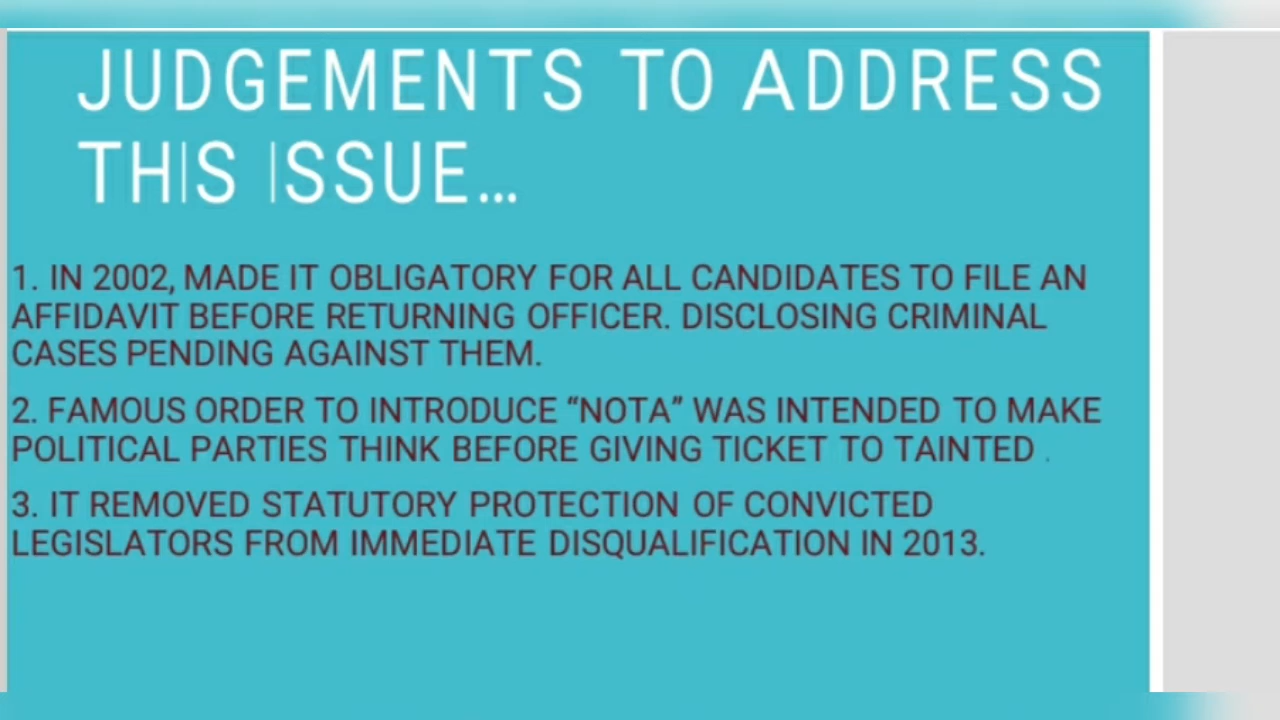 JUDGEMENTS TO ADDRESS
THIS ISSUE…
1. IN 2002, MADE IT OBLIGATORY FOR ALL CANDIDATES TO FILE AN
AFFIDAVIT BEFORE RETURNING OFFICER. DISCLOSING CRIMINAL
CASES PENDING AGAINST THEM.
2. FAMOUS ORDER TO INTRODUCE “NOTA” WAS INTENDED TO MAKE
POLITICAL PARTIES THINK BEFORE GIVING TICKET TO TAINTED .
3. IT REMOVED STATUTORY PROTECTION OF CONVICTED
LEGISLATORS FROM IMMEDIATE DISQUALIFICATION IN 2013.